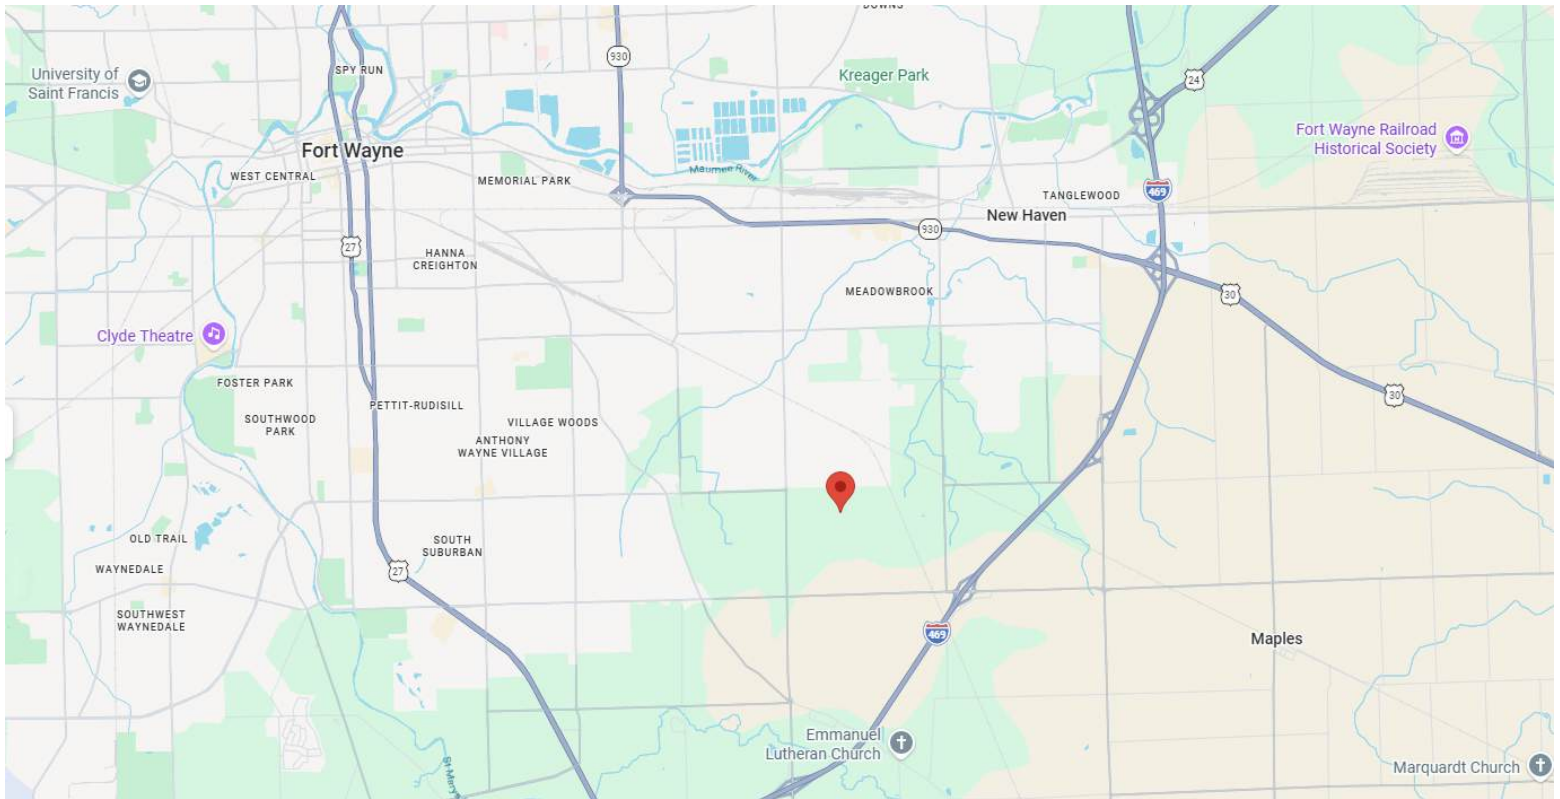 DOWNS
930
Kreager Park
24
University of
Saint Francis
SPY RUN
Fort Wayne Railroad
Historical Society
Fort Wayne
WEST CENTRAL
MEMORIAL PARK
Maumee River
TANGLEWOOD
469
New Haven
930
27
HANNA
CREIGHTON
MEADOWBROOK
30
Clyde Theatre
FOSTER PARK
PETTIT-RUDISILL
30
SOUTHWOOD
PARK
VILLAGE WOODS
ANTHONY
WAYNE VILLAGE
OLD TRAIL
SOUTH
SUBURBAN
WAYNEDALE
27
SOUTHWEST
WAYNEDALE
469
Maples
Emmanuel
Lutheran Church
Marquardt Church